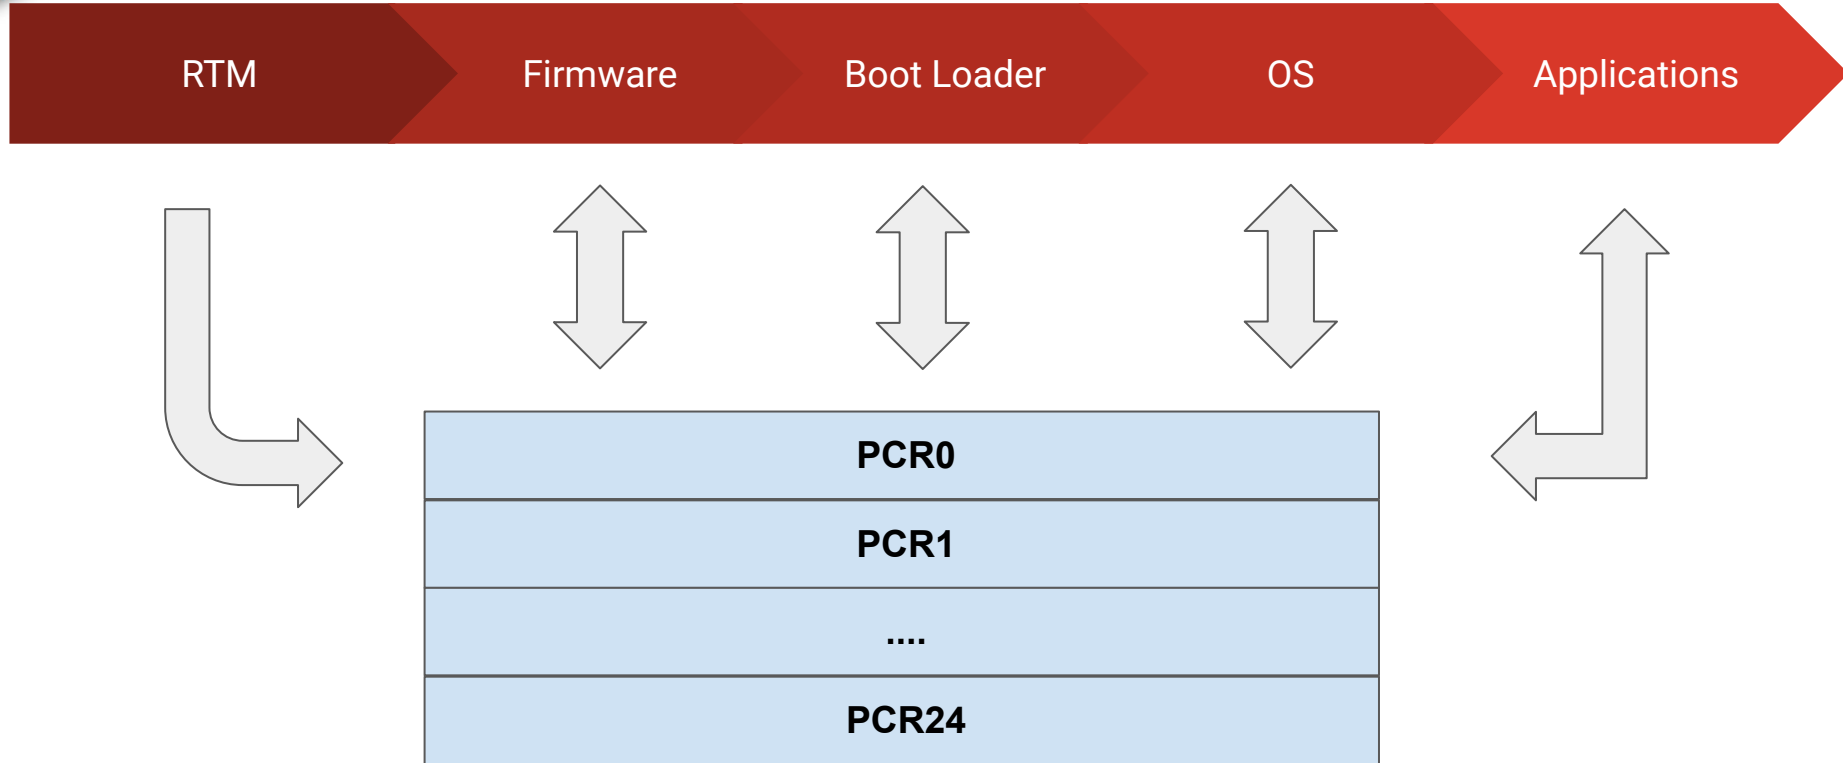 RTM
Firmware
Boot Loader
OS
Applications
PCR0
PCR1
....
PCR24